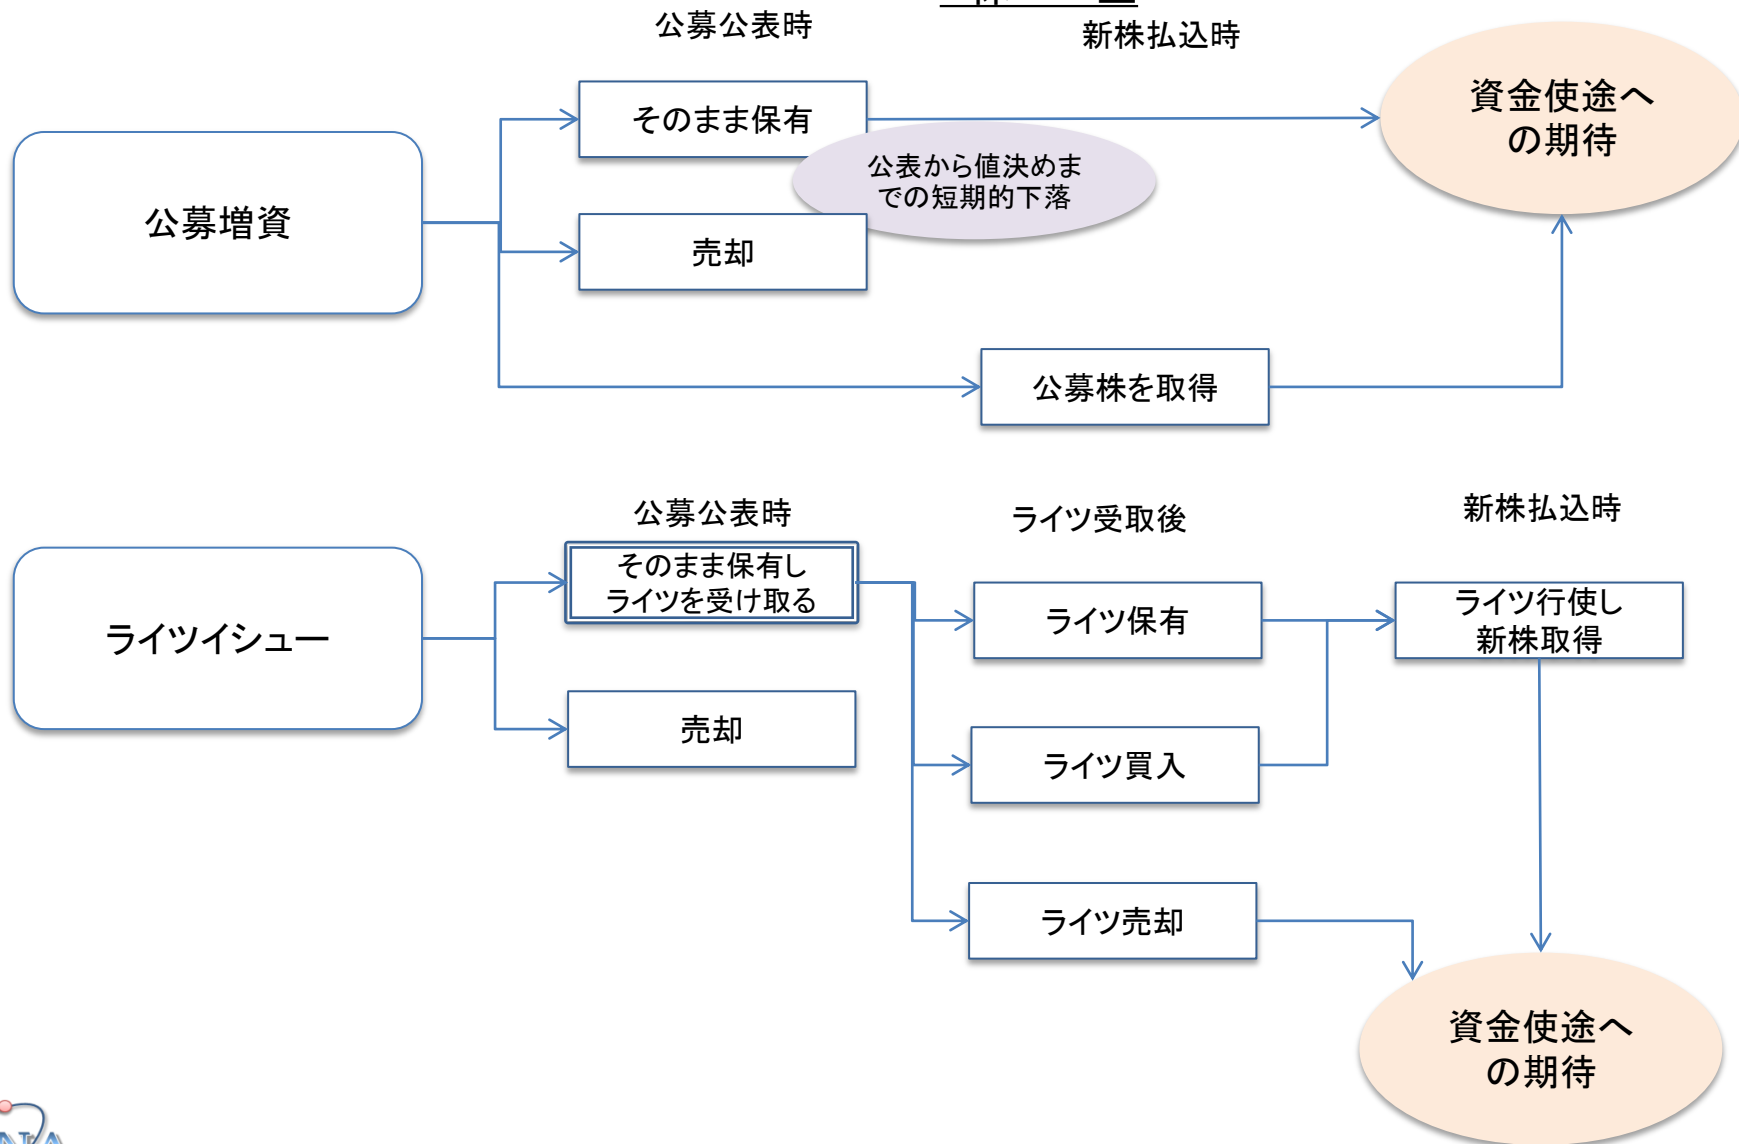 公募公表時
新株払込時
そのまま保有
資金使途へ
の期待
公表から値決めま
での短期的下落
公募増資
売却
公募株を取得
公募公表時
ライツ受取後
新株払込時
そのまま保有し
ライツを受け取る
ライツ保有
ライツ行使し
新株取得
ライツイシュー
売却
ライツ買入
ライツ売却
資金使途へ
の期待